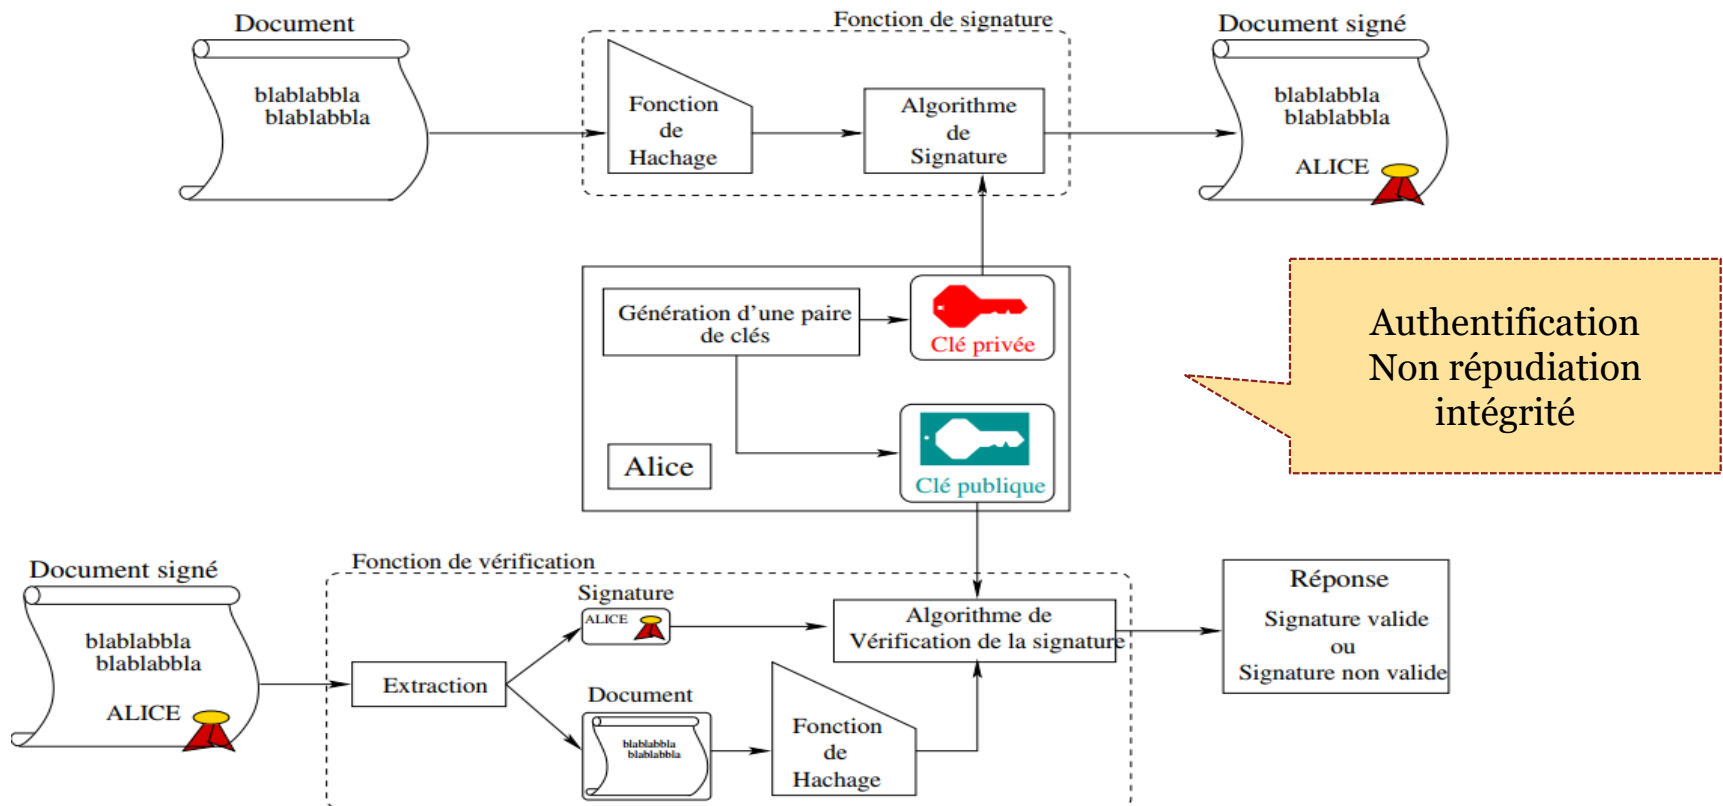 Document
blablabbla
blablabbla
Fonction de signature
Fonction
de
Hachage
Algorithme
de
Signature
Document signé
blablabbla
blablabbla
ALICE
Génération d'une paire
de clés
Clé privée
Alice
Clé publique
Authentification
Non répudiation
intégrité
Document signé
blablabbla
blablabbla
ALICE
Fonction de vérification
Extraction
Signature
ALICE
Document
blablabbla
blablabbla
Fonction
de
Hachage
Algorithme de
Vérification de la signature
Réponse
Signature valide
ou
Signature non valide